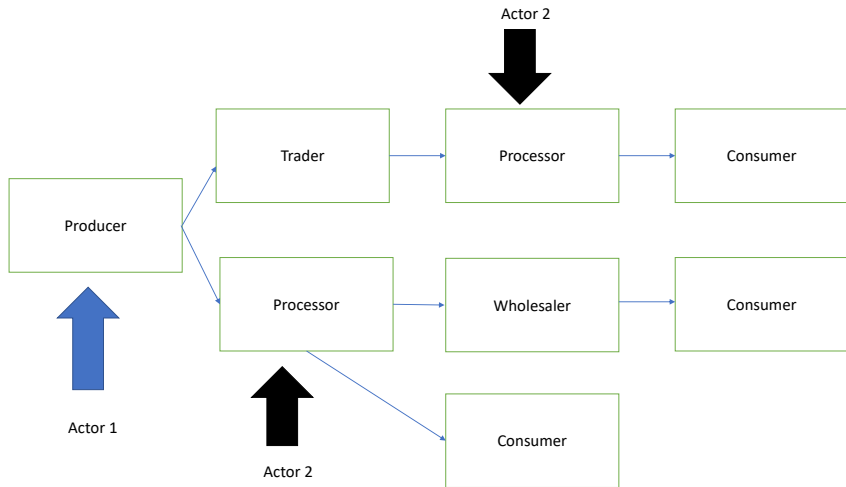 Actor 2
Trader
Processor
Consumer
Producer
Processor
Wholesaler
Consumer
Actor 1
Consumer
Actor 2